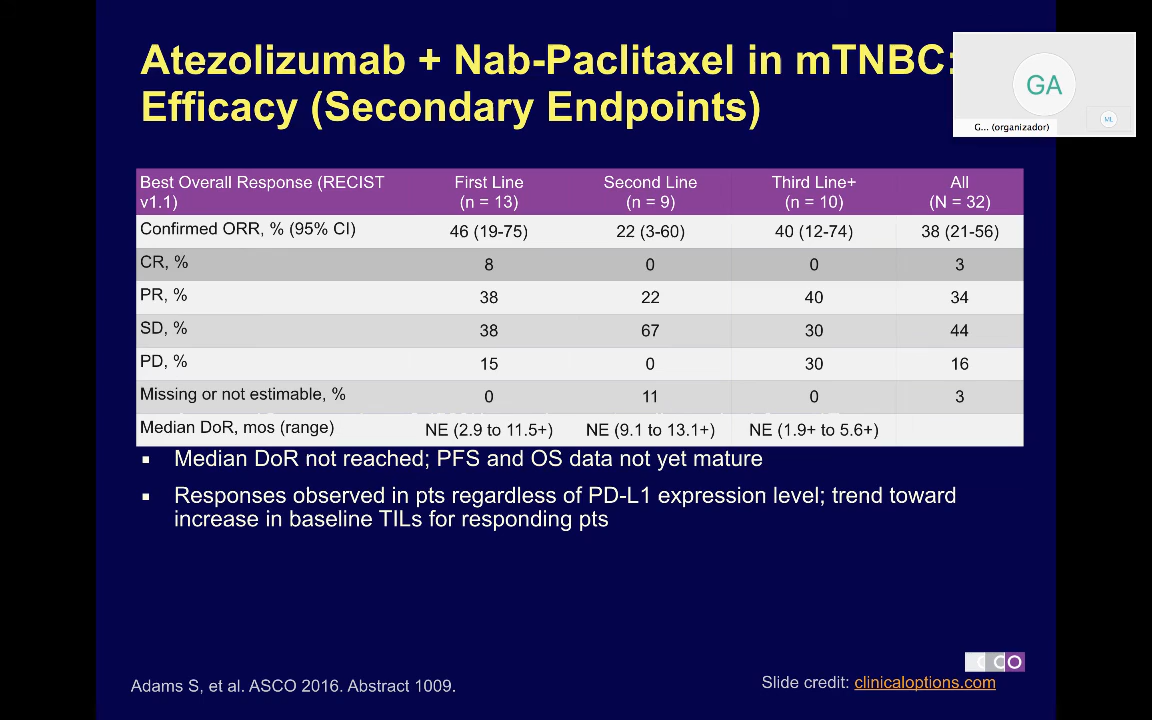 Atezolizumab + Nab-Paclitaxel in mTNBC:
Efficacy (Secondary Endpoints)
GA
ML
G... (organizador)
Best Overall Response (RECIST v1.1) First Line (n = 13) Second Line (n = 9) Third Line+ (n = 10) All (N = 32)
Confirmed ORR, % (95% CI) 46 (19-75) 22 (3-60) 40 (12-74) 38 (21-56)
CR, % 8 0 0 3
PR, % 38 22 40 34
SD, % 38 67 30 44
PD, % 15 0 30 16
Missing or not estimable, % 0 11 0 3
Median DoR, mos (range) NE (2.9 to 11.5+) NE (9.1 to 13.1+) NE (1.9+ to 5.6+)
▪ Median DoR not reached; PFS and OS data not yet mature
▪ Responses observed in pts regardless of PD-L1 expression level; trend toward
increase in baseline TILs for responding pts
CCO
Adams S, et al. ASCO 2016. Abstract 1009.
Slide credit: clinicaloptions.com